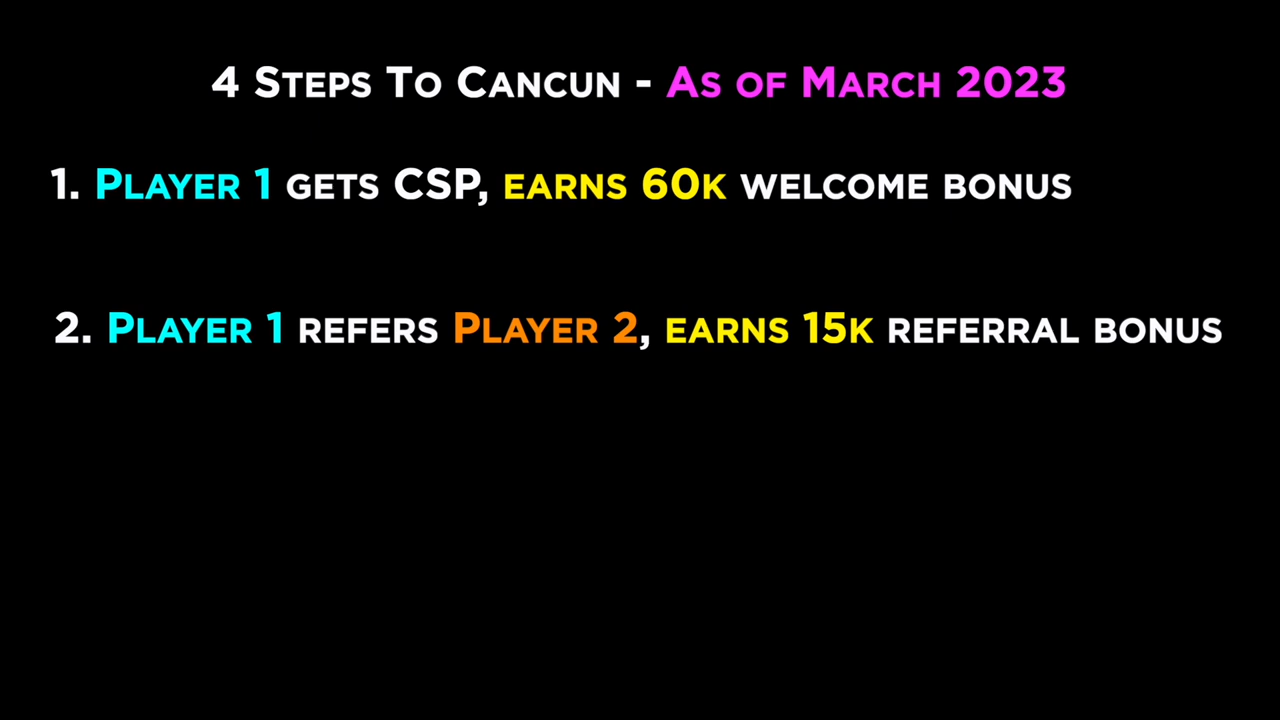 4 Steps To Cancun - As of March 2023
1. Player 1 gets CSP, earns 60k welcome bonus
2. Player 1 refers Player 2, earns 15k referral bonus